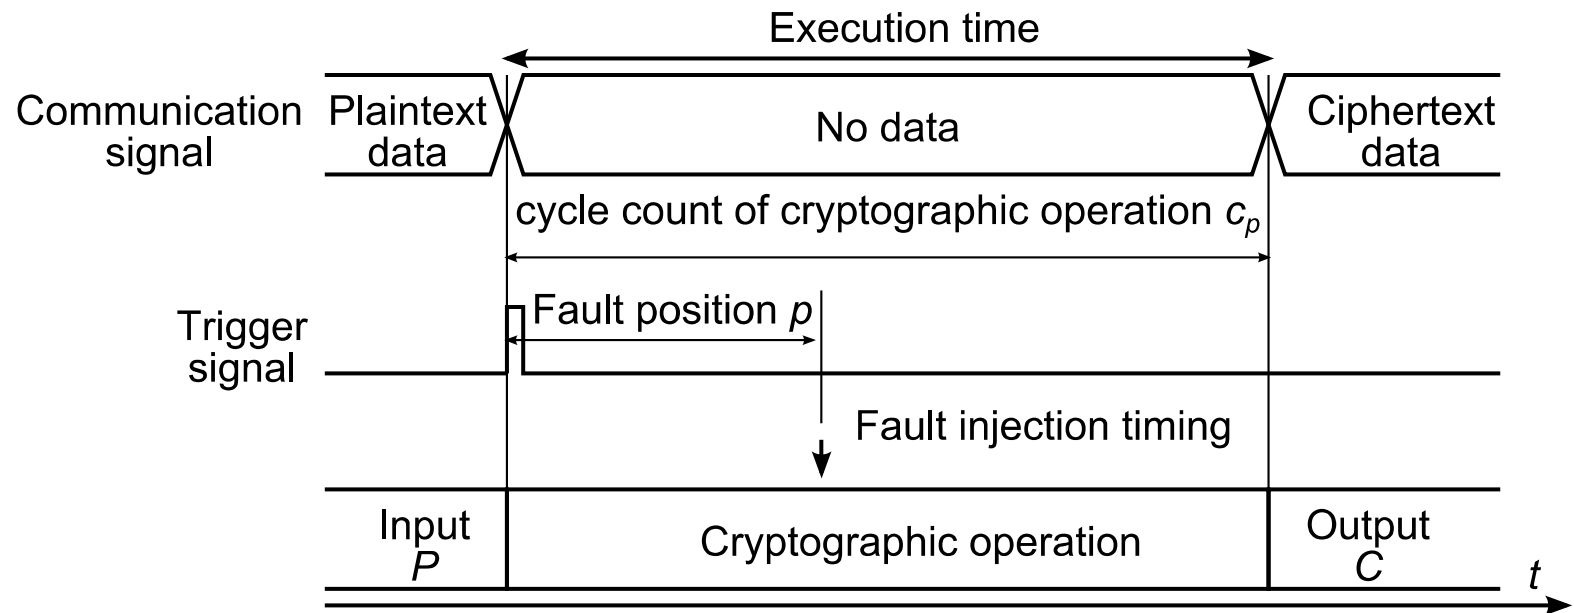 Execution time
Communication
signal
Plaintext
data
No data
Ciphertext
data
cycle count of cryptographic operation cp
Trigger
signal
Fault position p
Fault injection timing
Input
P
Cryptographic operation
Output
C
t